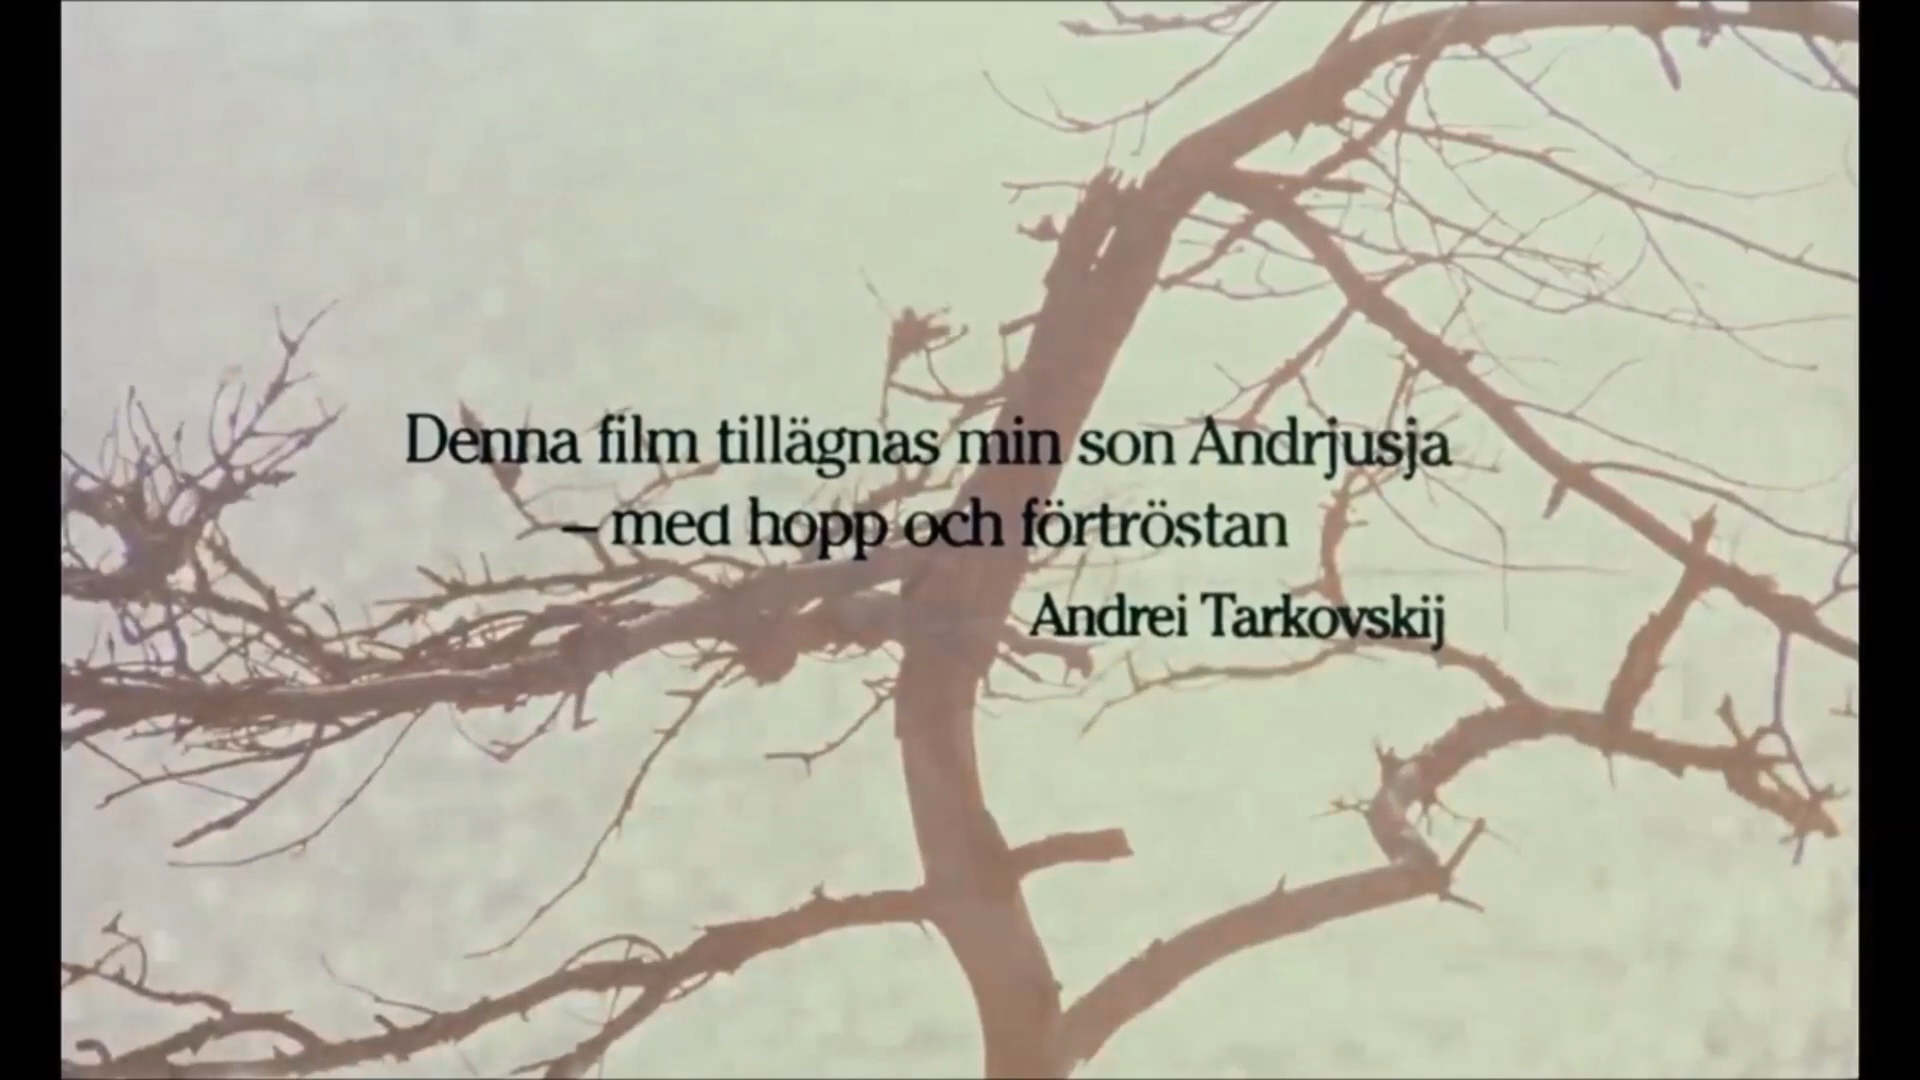 Denna film tillägnas min son Andrjusja
– med hopp och förtröstan
Andrei Tarkovskij